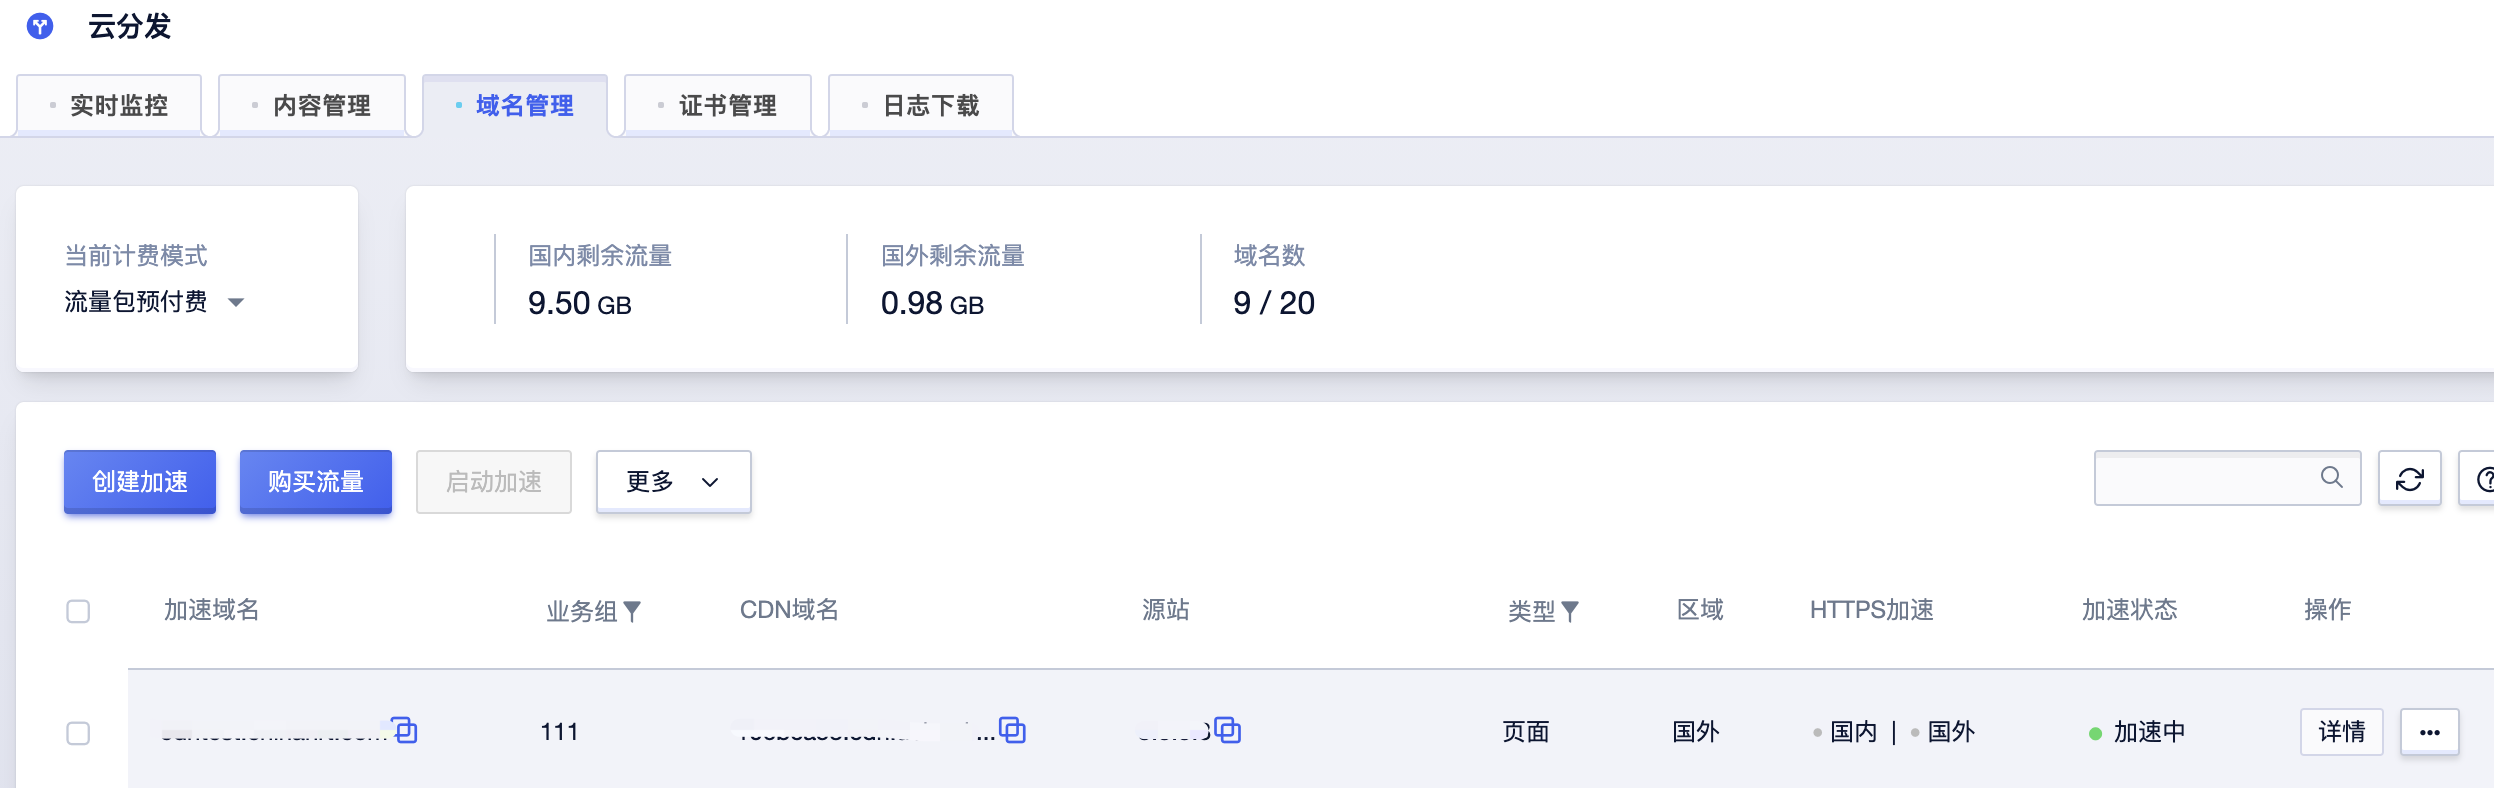 云分发
实时监控 内容管理 域名管理 证书管理 日志下载
当前计费模式 国内剩余流量 国外剩余流量 域名数
流量包预付费 9.50 GB 0.98 GB 9 / 20
创建加速 购买流量 启动加速 更多
加速域名 业务组 CDN域名 源站 类型 区域 HTTPS加速 加速状态 操作
111 ... 页面 国外 国内 | 国外 加速中 详情